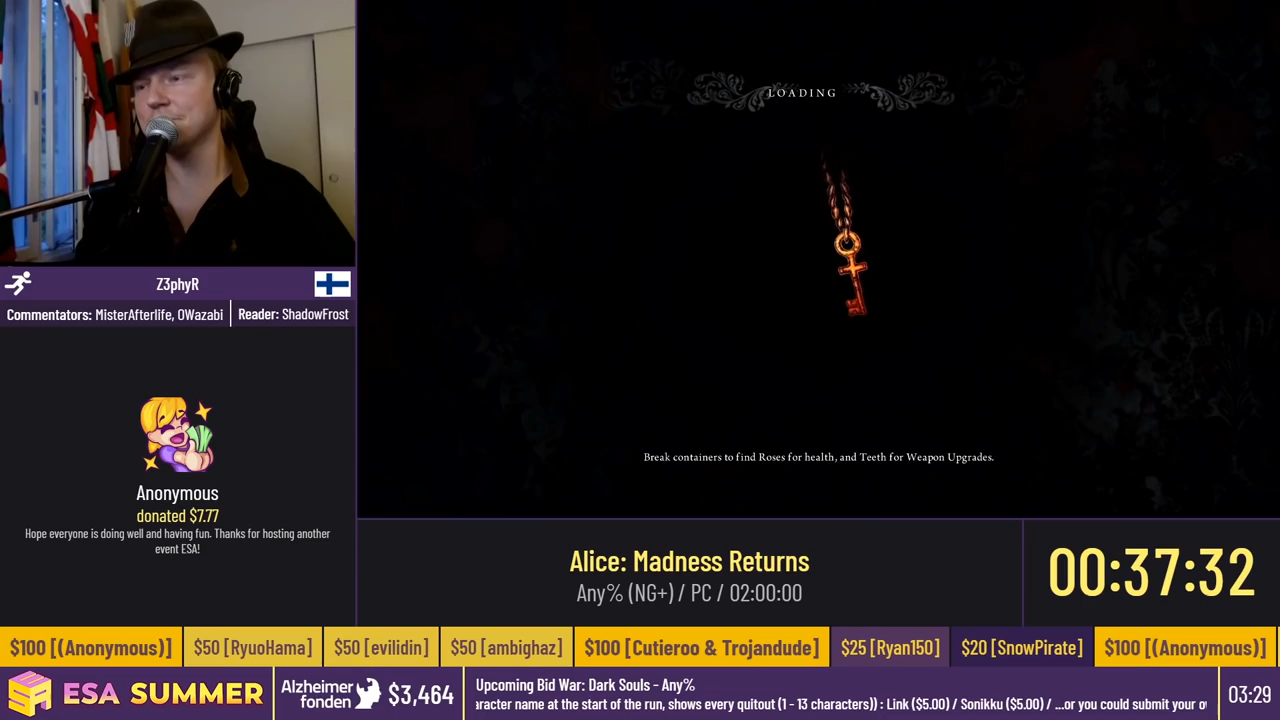 LOADING
Break containers to find Roses for health, and Teeth for Weapon Upgrades.
Z3phyR
Commentators: MisterAfterlife, OWazabi
Reader: ShadowFrost
Anonymous
donated $7.77
Hope everyone is doing well and having fun. Thanks for hosting another
event ESA!
Alice: Madness Returns
Any% (NG+) / PC / 02:00:00
00:37:32
$100 [(Anonymous)]
$50 [RyuoHama]
$50 [evilidin]
$50 [ambighaz]
$100 [Cutieroo & Trojandude]
$25 [Ryan150]
$20 [SnowPirate]
$100 [(Anonymous)]
ESA SUMMER
Alzheimer
fonden
$3,464
Upcoming Bid War: Dark Souls - Any%
aracter name at the start of the run, shows every quitout (1 - 13 characters)) : Link ($5.00) / Sonikku ($5.00) / ...or you could submit your o
03:29